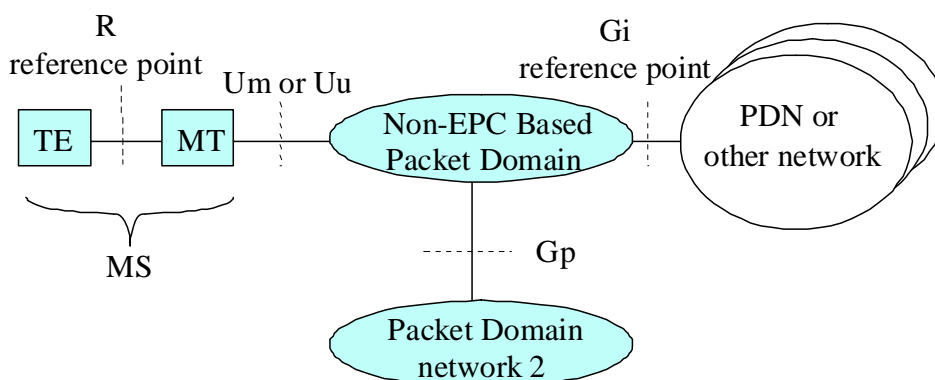 R
reference point
Um or Uu
Gi
reference point
TE
MT
Non-EPC Based
Packet Domain
PDN or
other network
MS
Gp
Packet Domain
network 2